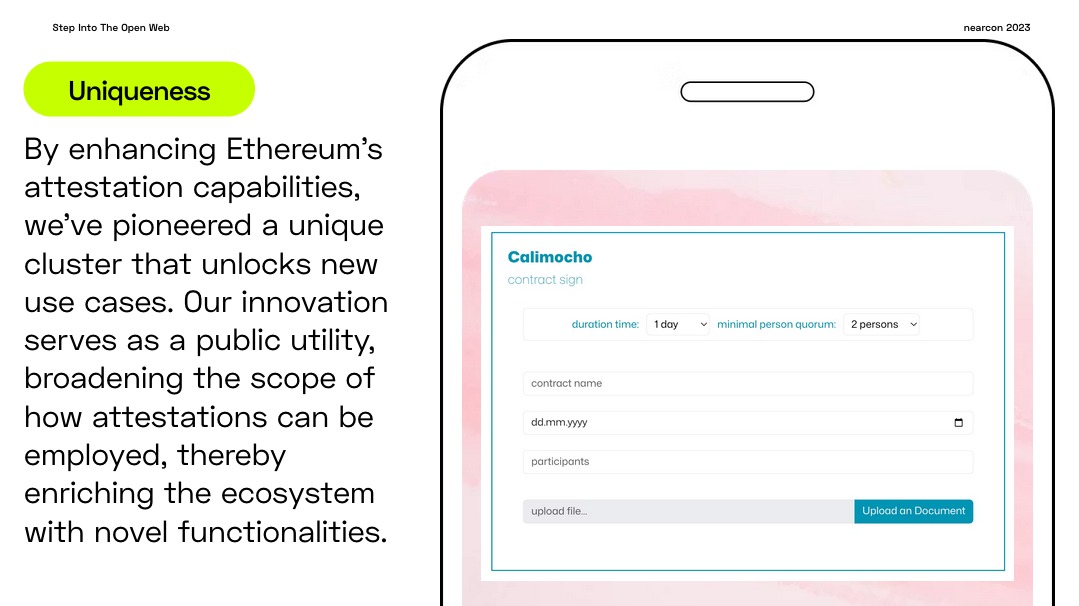 Step Into The Open Web
nearcon 2023
Uniqueness
By enhancing Ethereum’s
attestation capabilities,
we’ve pioneered a unique
cluster that unlocks new
use cases. Our innovation
serves as a public utility,
broadening the scope of
how attestations can be
employed, thereby
enriching the ecosystem
with novel functionalities.
Calimocho
contract sign
duration time: 1 day minimal person quorum: 2 persons
contract name
dd.mm.yyyy
participants
upload file... Upload an Document